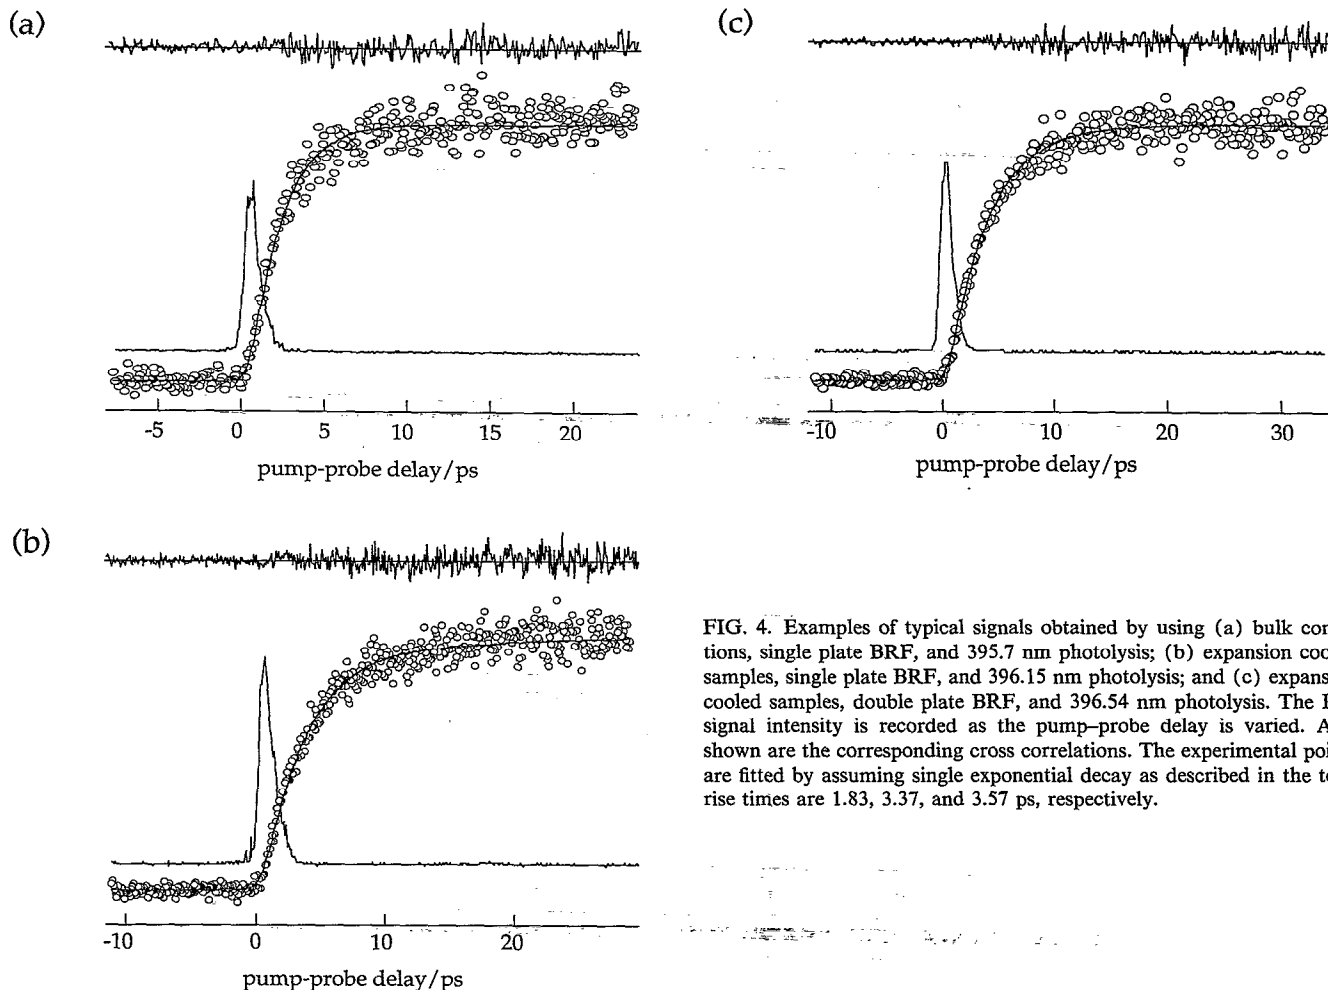 (a)
-5 0 5 10 15 20
pump-probe delay/ps
(c)
-10 0 10 20 30
pump-probe delay/ps
(b)
-10 0 10 20
pump-probe delay/ps
FIG. 4. Examples of typical signals obtained by using (a) bulk con
tions, single plate BRF, and 395.7 nm photolysis; (b) expansion coo
samples, single plate BRF, and 396.15 nm photolysis; and (c) expans
cooled samples, double plate BRF, and 396.54 nm photolysis. The
signal intensity is recorded as the pump–probe delay is varied. A
shown are the corresponding cross correlations. The experimental poi
are fitted by assuming single exponential decay as described in the te
rise times are 1.83, 3.37, and 3.57 ps, respectively.